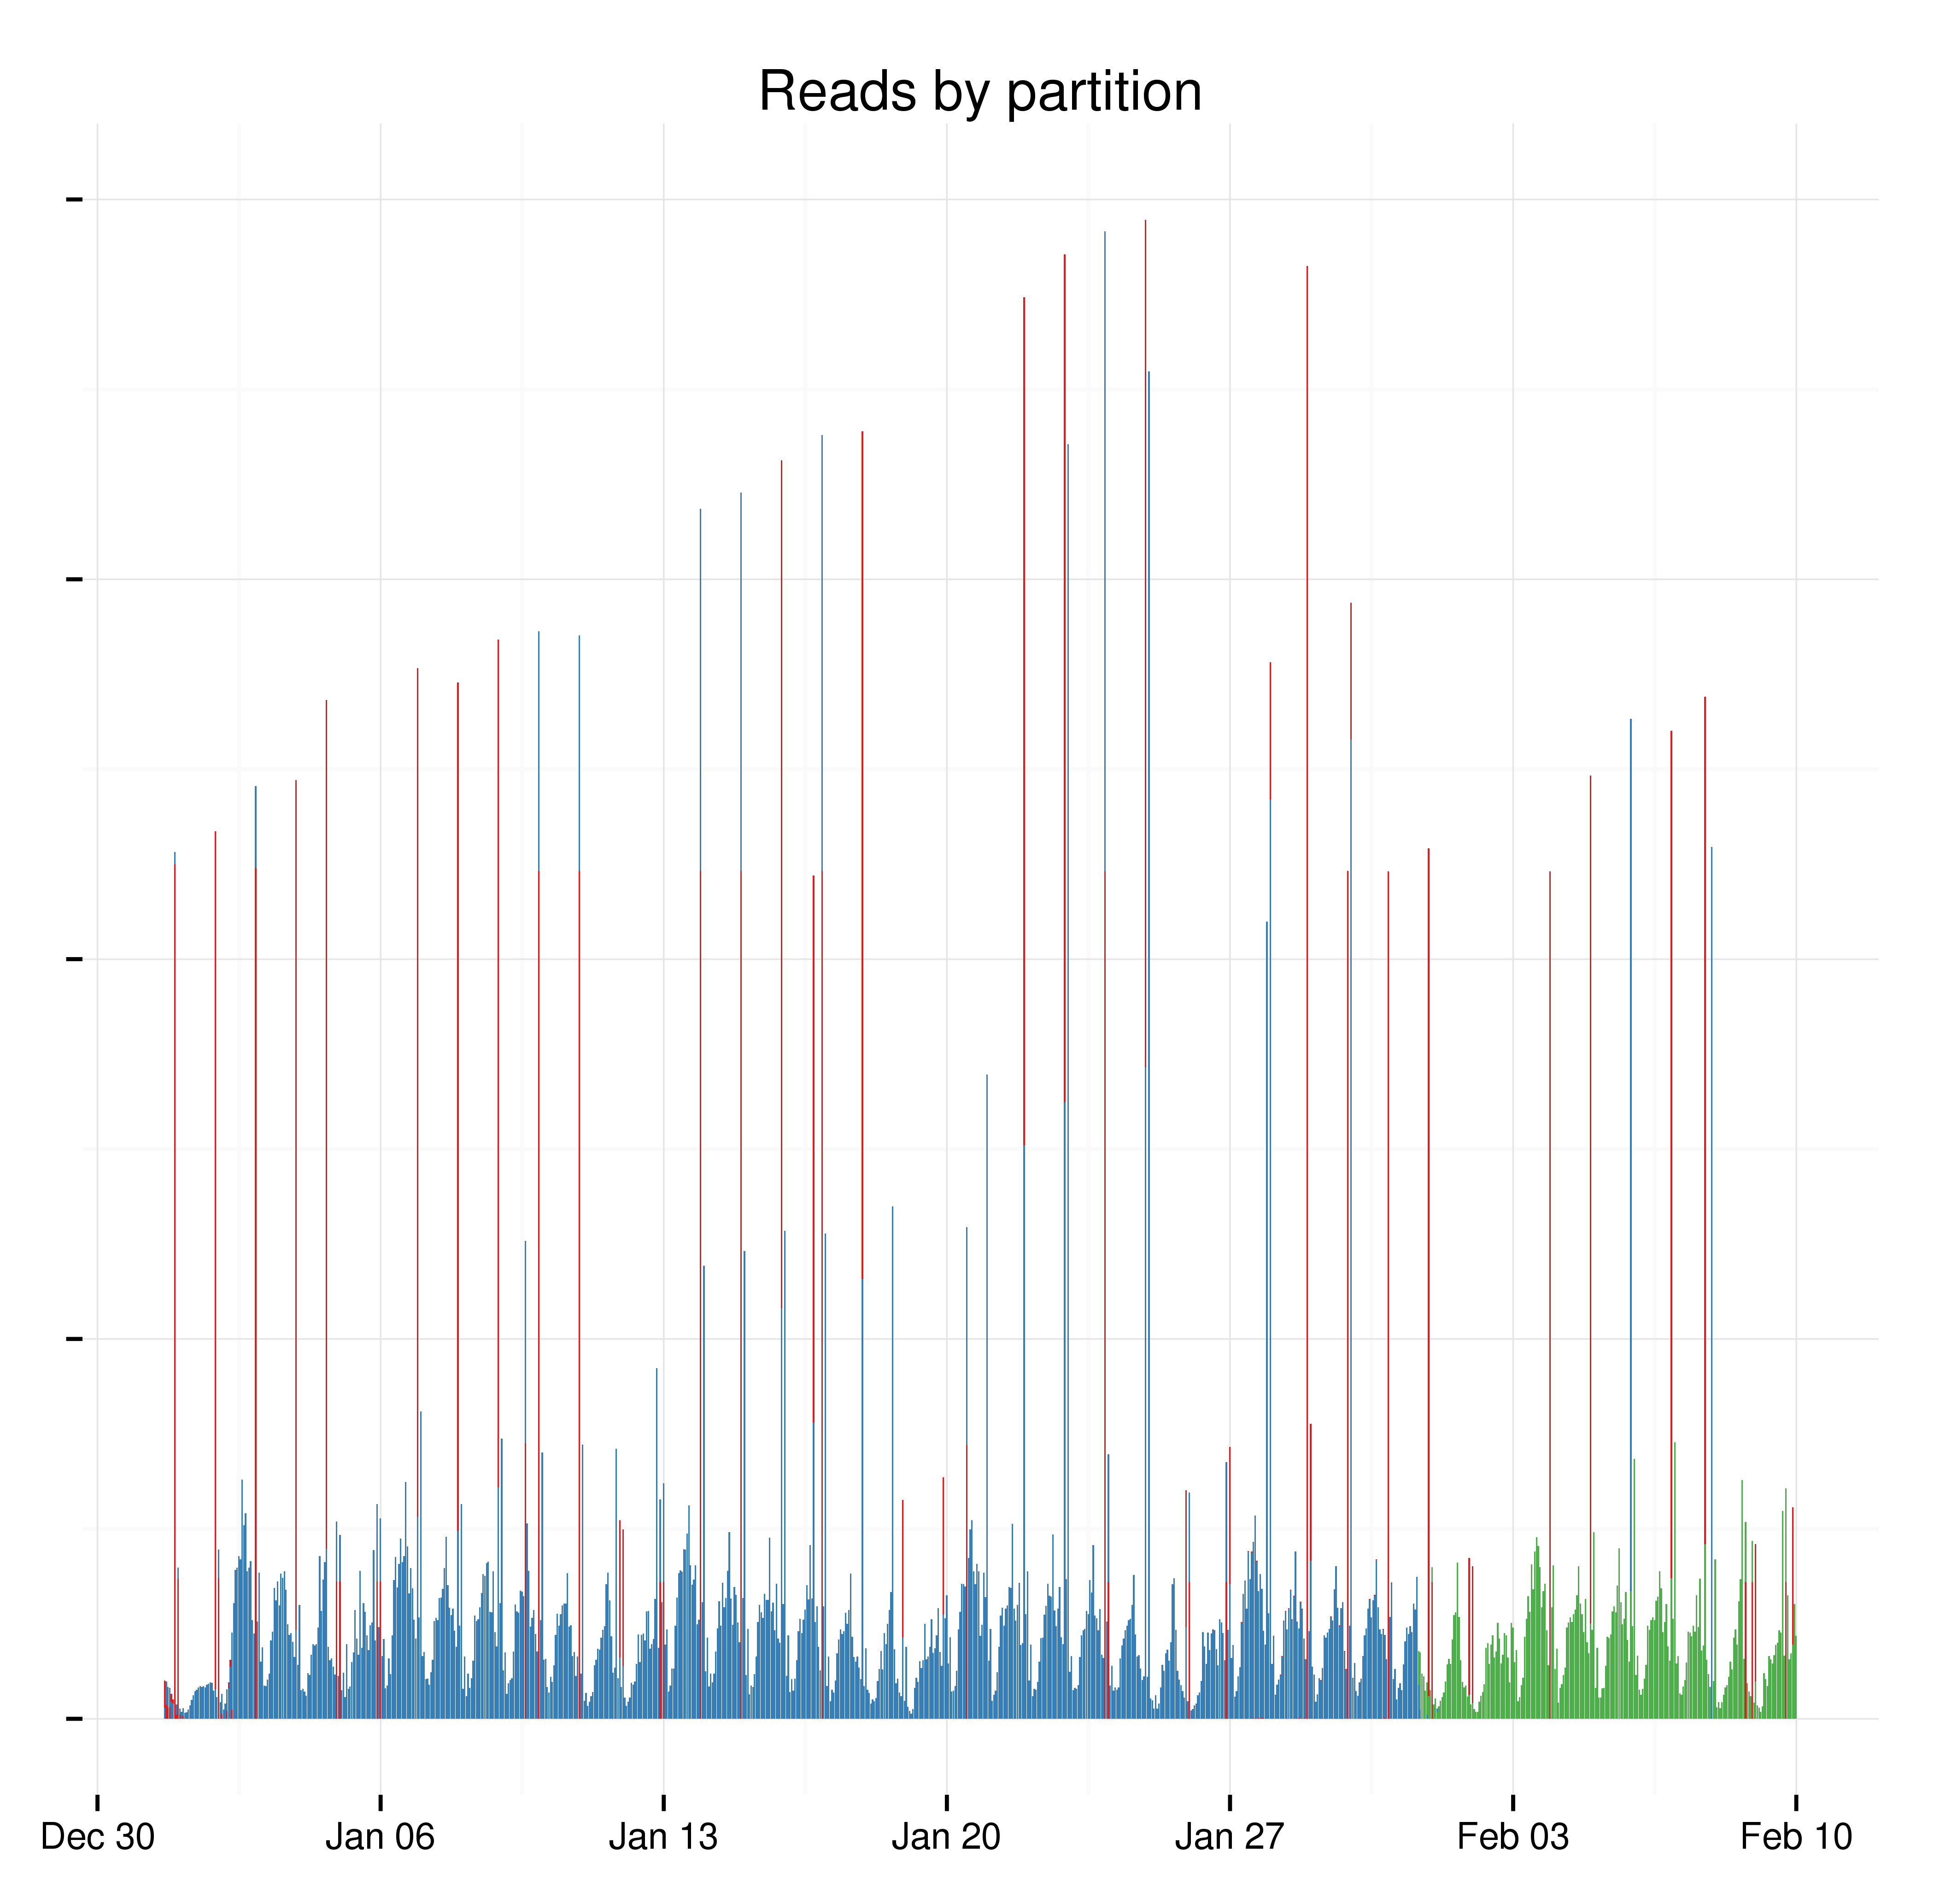 Reads by partition
Dec 30 Jan 06 Jan 13 Jan 20 Jan 27 Feb 03 Feb 10